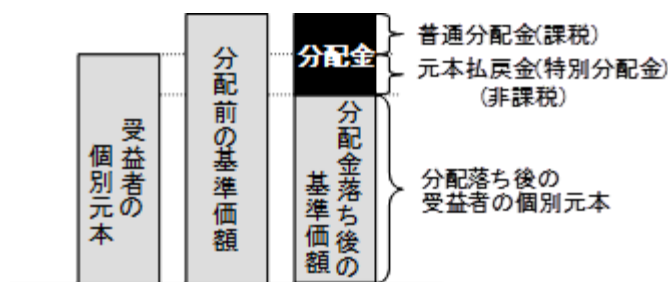 受益者の
個別元本
分配前の基準価額
分配金
分配金落ち後の
基準価額
普通分配金(課税)
元本払戻金(特別分配金)
(非課税)
分配落ち後の
受益者の個別元本